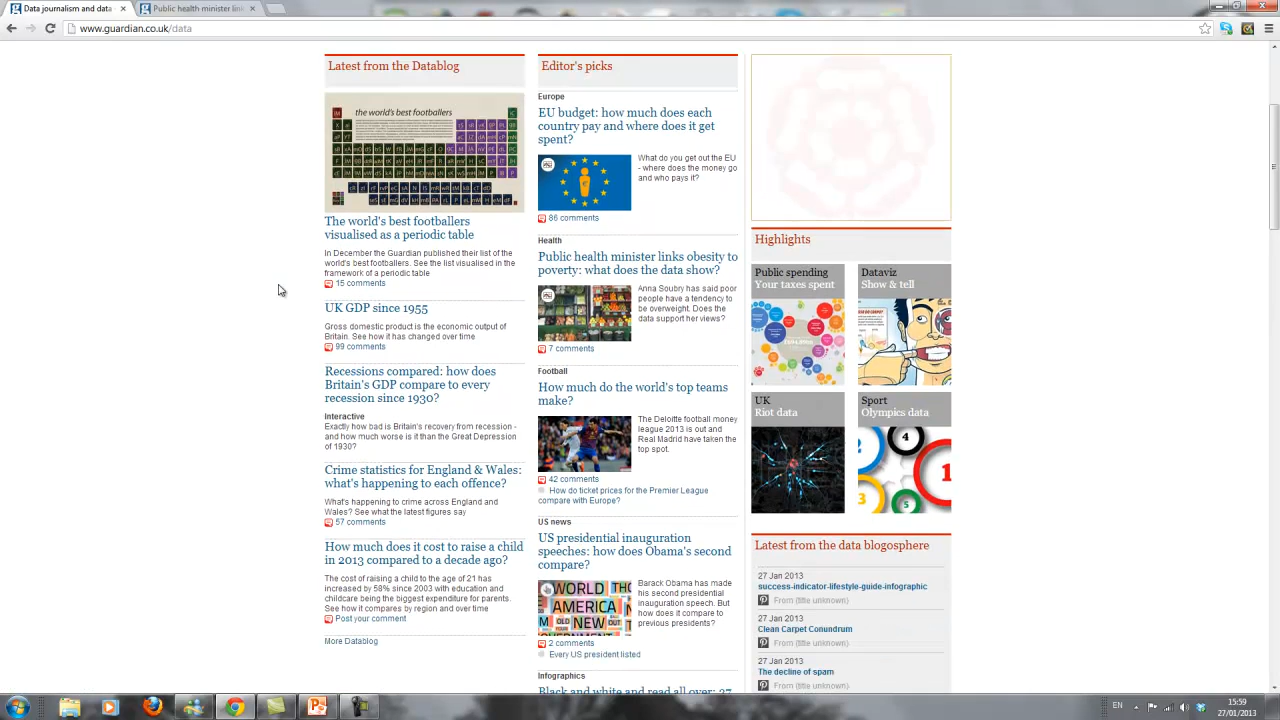 Data journalism and data
Public health minister link
www.guardian.co.uk/data
Latest from the Datablog
the world's best footballers
The world's best footballers
visualised as a periodic table
In December the Guardian published their list of the
world's best footballers. See the list visualised in the
framework of a periodic table
15 comments
UK GDP since 1955
Gross domestic product is the economic output of
Britain. See how it has changed over time
99 comments
Recessions compared: how does
Britain's GDP compare to every
recession since 1930?
Interactive
Exactly how bad is Britain's recovery from recession -
and how much worse is it than the Great Depression
of 1930?
Crime statistics for England & Wales:
what's happening to each offence?
What's happening to crime across England and
Wales? See what the latest figures say
57 comments
How much does it cost to raise a child
in 2013 compared to a decade ago?
The cost of raising a child to the age of 21 has
increased by 58% since 2003 with education and
childcare being the biggest expenditure for parents.
See how it compares by region and over time
Post your comment
More Datablog
Editor's picks
Europe
EU budget: how much does each
country pay and where does it get
spent?
What do you get out the EU
- where does the money go
and who pays it?
86 comments
Health
Public health minister links obesity to
poverty: what does the data show?
Anna Soubry has said poor
people have a tendency to
be overweight. Does the
data support her views?
7 comments
Football
How much do the world's top teams
make?
The Deloitte football money
league 2013 is out and
Real Madrid have taken the
top spot.
42 comments
How do ticket prices for the Premier League
compare with Europe?
US news
US presidential inauguration
speeches: how does Obama's second
compare?
WORLD THO
AMERICA
OLD NEW
Barack Obama has made
his second presidential
inauguration speech. But
how does it compare to
previous presidents?
2 comments
Every US president listed
Infographics
Black and white and read all over: 27
Highlights
Public spending
Your taxes spent
Dataviz
Show & tell
UK
Riot data
Sport
Olympics data
4
1
3
5
Latest from the data blogosphere
27 Jan 2013
success-indicator-lifestyle-guide-infographic
From (title unknown)
27 Jan 2013
Clean Carpet Conundrum
From (title unknown)
27 Jan 2013
The decline of spam
From (title unknown)
EN
15:59
27/01/2013